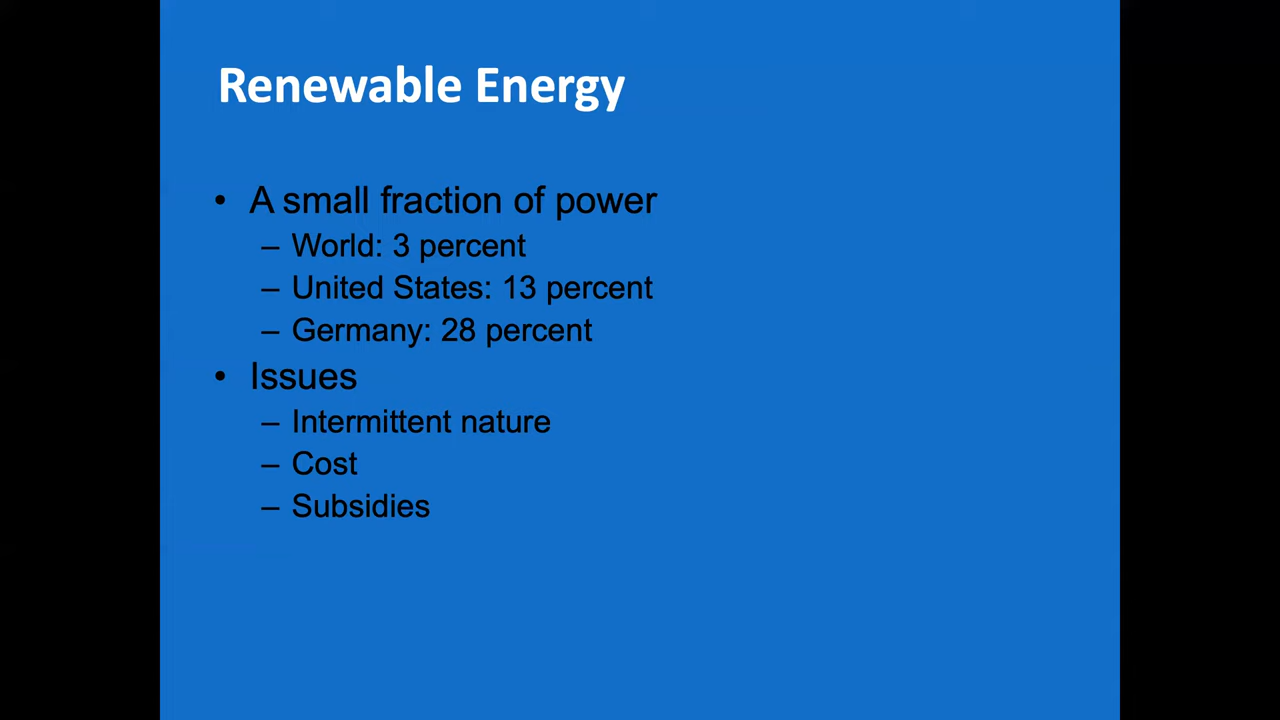 Renewable Energy
• A small fraction of power
– World: 3 percent
– United States: 13 percent
– Germany: 28 percent
• Issues
– Intermittent nature
– Cost
– Subsidies